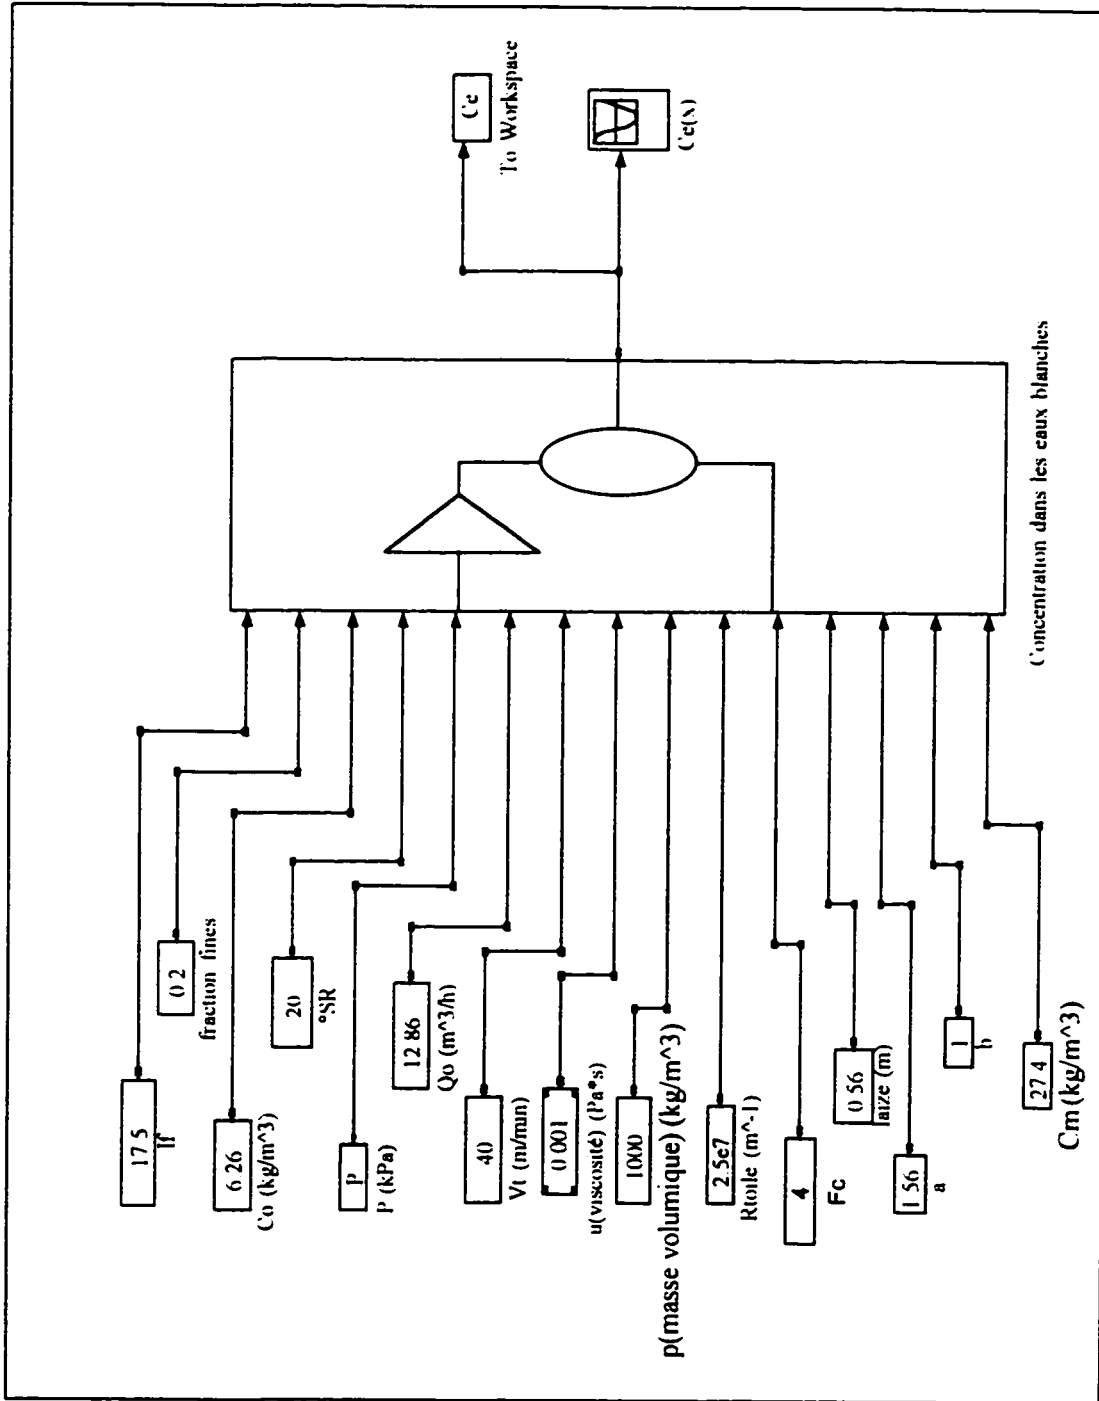 17.5
lf
0.2
fraction fines
6.26
Co (kg/m^3)
20
°SR
P
P (kPa)
12.86
Qo (m^3/h)
40
Vt (m/min)
0.001
u(viscosité) (Pa*s)
1000
p(masse volumique) (kg/m^3)
2.5e7
Rtoile (m^-1)
4
Fc
0.56
laize (m)
1.56
a
1
b
27.4
Cm (kg/m^3)
Concentration dans les eaux blanches
Ce
To Workspace
Ce(x)